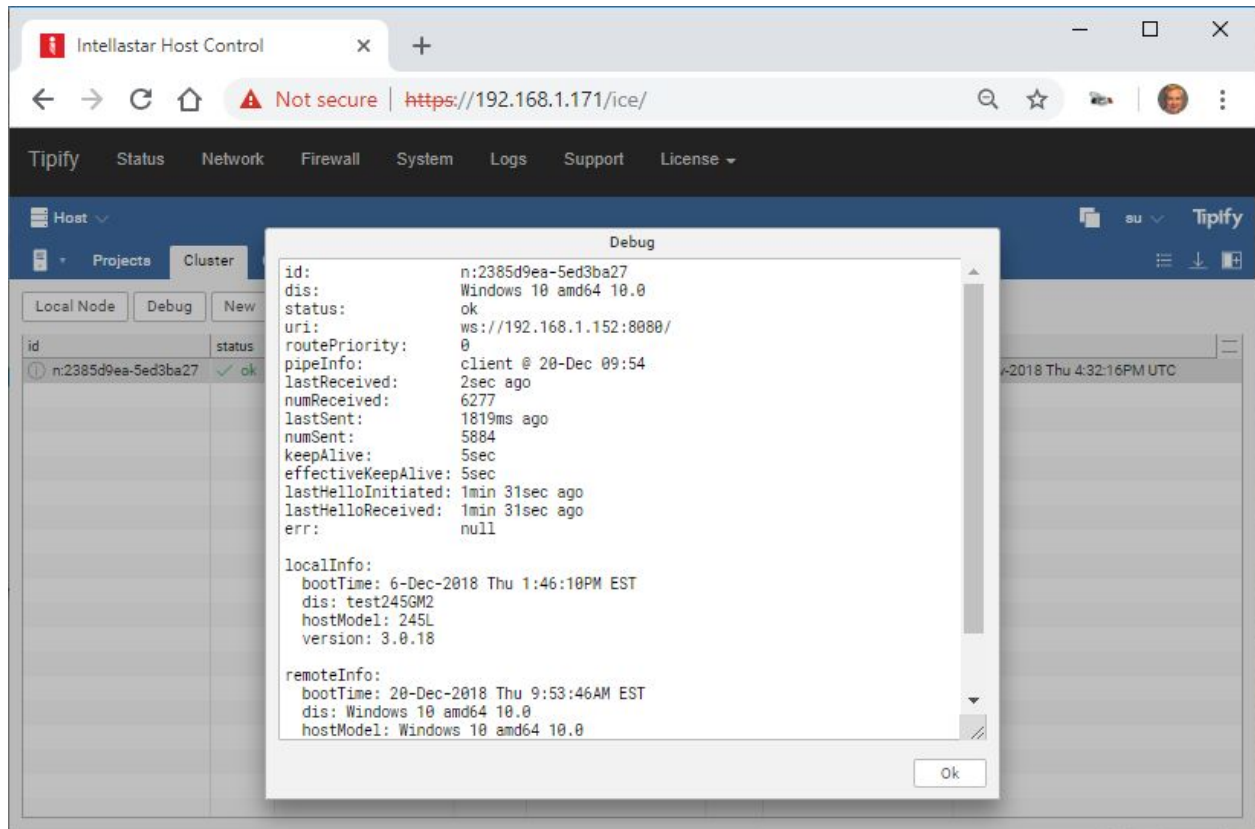 Intellastar Host Control
Not secure | https://192.168.1.171/ice/
Tipify Status Network Firewall System Logs Support License
Host su Tipify
Projects Cluster
Local Node Debug New
id status
n:2385d9ea-5ed3ba27 ok -2018 Thu 4:32:16PM UTC
Debug
id: n:2385d9ea-5ed3ba27
dis: Windows 10 amd64 10.0
status: ok
uri: ws://192.168.1.152:8080/
routePriority: 0
pipeInfo: client @ 20-Dec 09:54
lastReceived: 2sec ago
numReceived: 6277
lastSent: 1819ms ago
numSent: 5884
keepAlive: 5sec
effectiveKeepAlive: 5sec
lastHelloInitiated: 1min 31sec ago
lastHelloReceived: 1min 31sec ago
err: null
localInfo:
bootTime: 6-Dec-2018 Thu 1:46:10PM EST
dis: test245GM2
hostModel: 245L
version: 3.0.18
remoteInfo:
bootTime: 20-Dec-2018 Thu 9:53:46AM EST
dis: Windows 10 amd64 10.0
hostModel: Windows 10 amd64 10.0
Ok